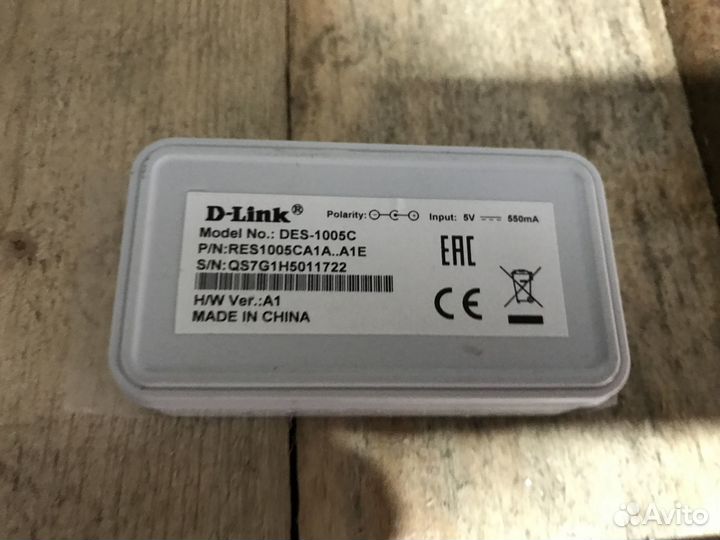 D-Link®
Polarity: Input: 5V 550mA
Model No.: DES-1005C
P/N:RES1005CA1A..A1E
S/N:QS7G1H5011722
H/W Ver.:A1
MADE IN CHINA
EAC
CE
Avito